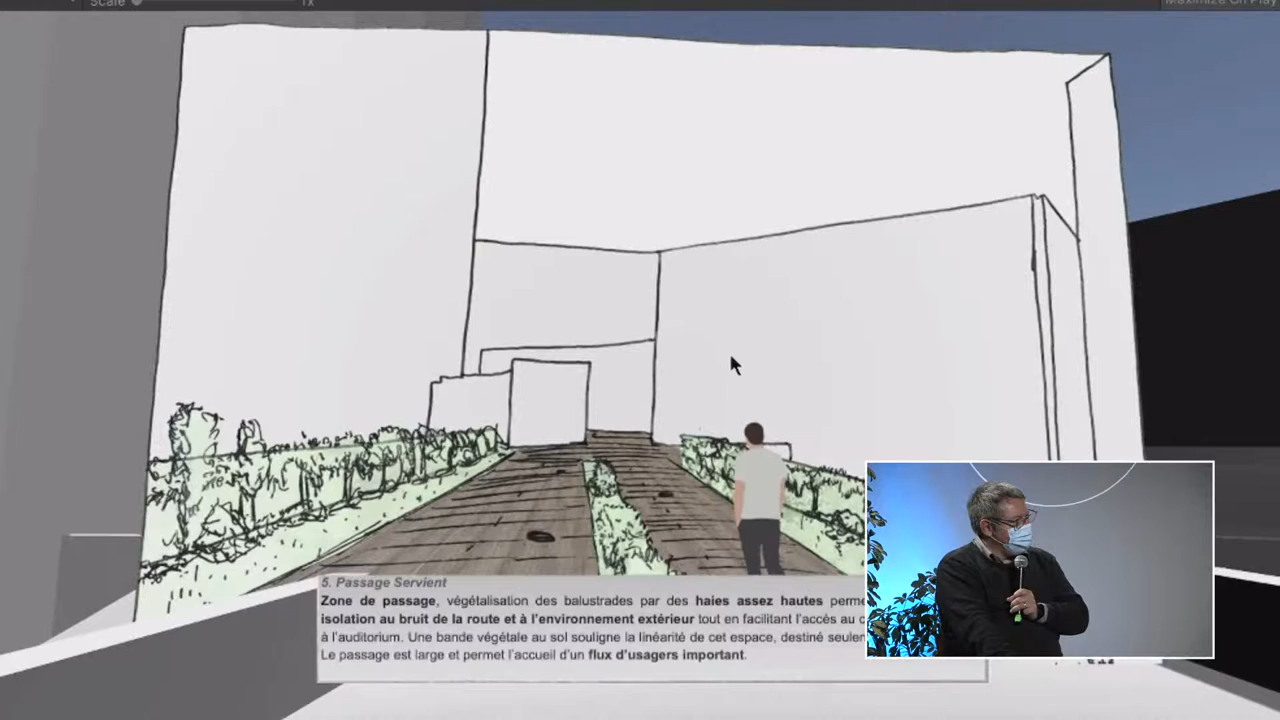 Scale 1x
Maximize On Play
5. Passage Servient
Zone de passage, végétalisation des balustrades par des haies assez hautes perme
isolation au bruit de la route et à l'environnement extérieur tout en facilitant l'accès au c
à l'auditorium. Une bande végétale au sol souligne la linéarité de cet espace, destiné seulem
Le passage est large et permet l'accueil d'un flux d'usagers important.